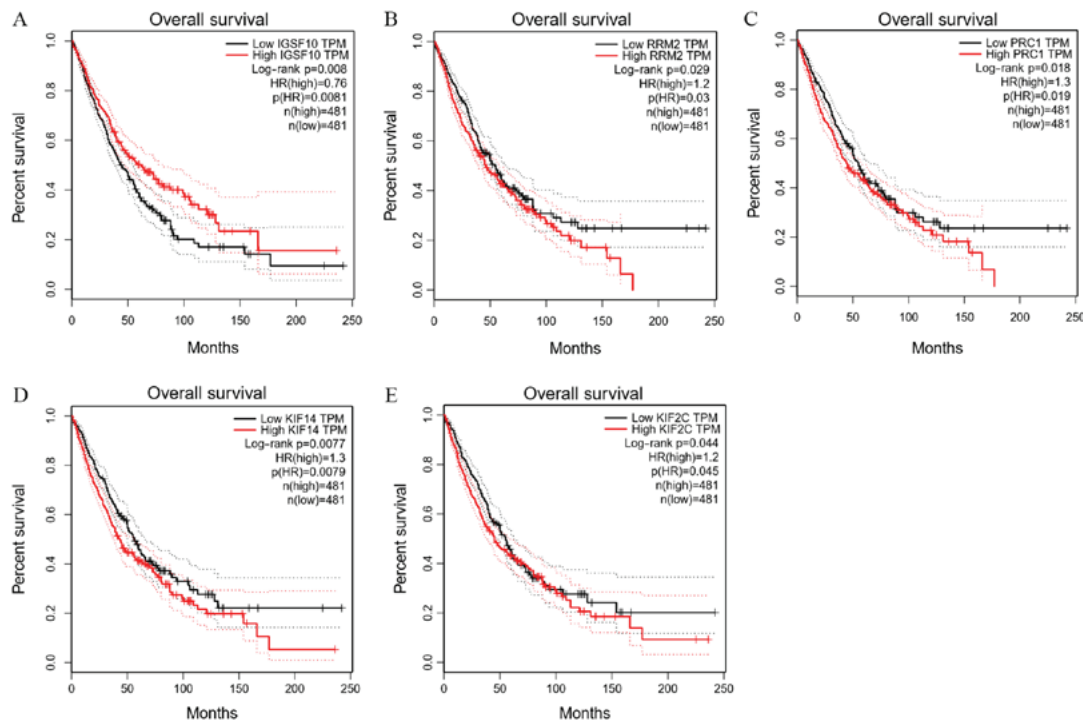 A
Overall survival
Low IGSF10 TPM
High IGSF10 TPM
Log-rank p=0.008
HR(high)=0.76
p(HR)=0.0081
n(high)=481
n(low)=481
Percent survival
0.0 0.2 0.4 0.6 0.8 1.0
0 50 100 150 200 250
Months
B
Overall survival
Low RRM2 TPM
High RRM2 TPM
Log-rank p=0.029
HR(high)=1.2
p(HR)=0.03
n(high)=481
n(low)=481
Percent survival
0.0 0.2 0.4 0.6 0.8 1.0
0 50 100 150 200 250
Months
C
Overall survival
Low PRC1 TPM
High PRC1 TPM
Log-rank p=0.018
HR(high)=1.3
p(HR)=0.019
n(high)=481
n(low)=481
Percent survival
0.0 0.2 0.4 0.6 0.8 1.0
0 50 100 150 200 250
Months
D
Overall survival
Low KIF14 TPM
High KIF14 TPM
Log-rank p=0.0077
HR(high)=1.3
p(HR)=0.0079
n(high)=481
n(low)=481
Percent survival
0.0 0.2 0.4 0.6 0.8 1.0
0 50 100 150 200 250
Months
E
Overall survival
Low KIF2C TPM
High KIF2C TPM
Log-rank p=0.044
HR(high)=1.2
p(HR)=0.045
n(high)=481
n(low)=481
Percent survival
0.0 0.2 0.4 0.6 0.8 1.0
0 50 100 150 200 250
Months